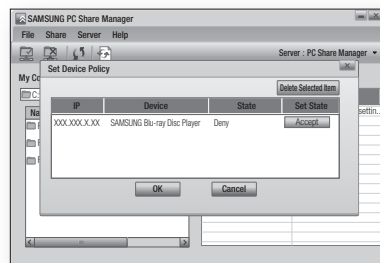 SAMSUNG PC Share Manager
File Share Server Help
Server : PC Share Manager
Set Device Policy
My Co
C:
Delete Selected Item
IP Device State Set State
Na
settin..
XXX.XXX.X.XX SAMSUNG Blu-ray Disc Player Deny Accept
OK Cancel